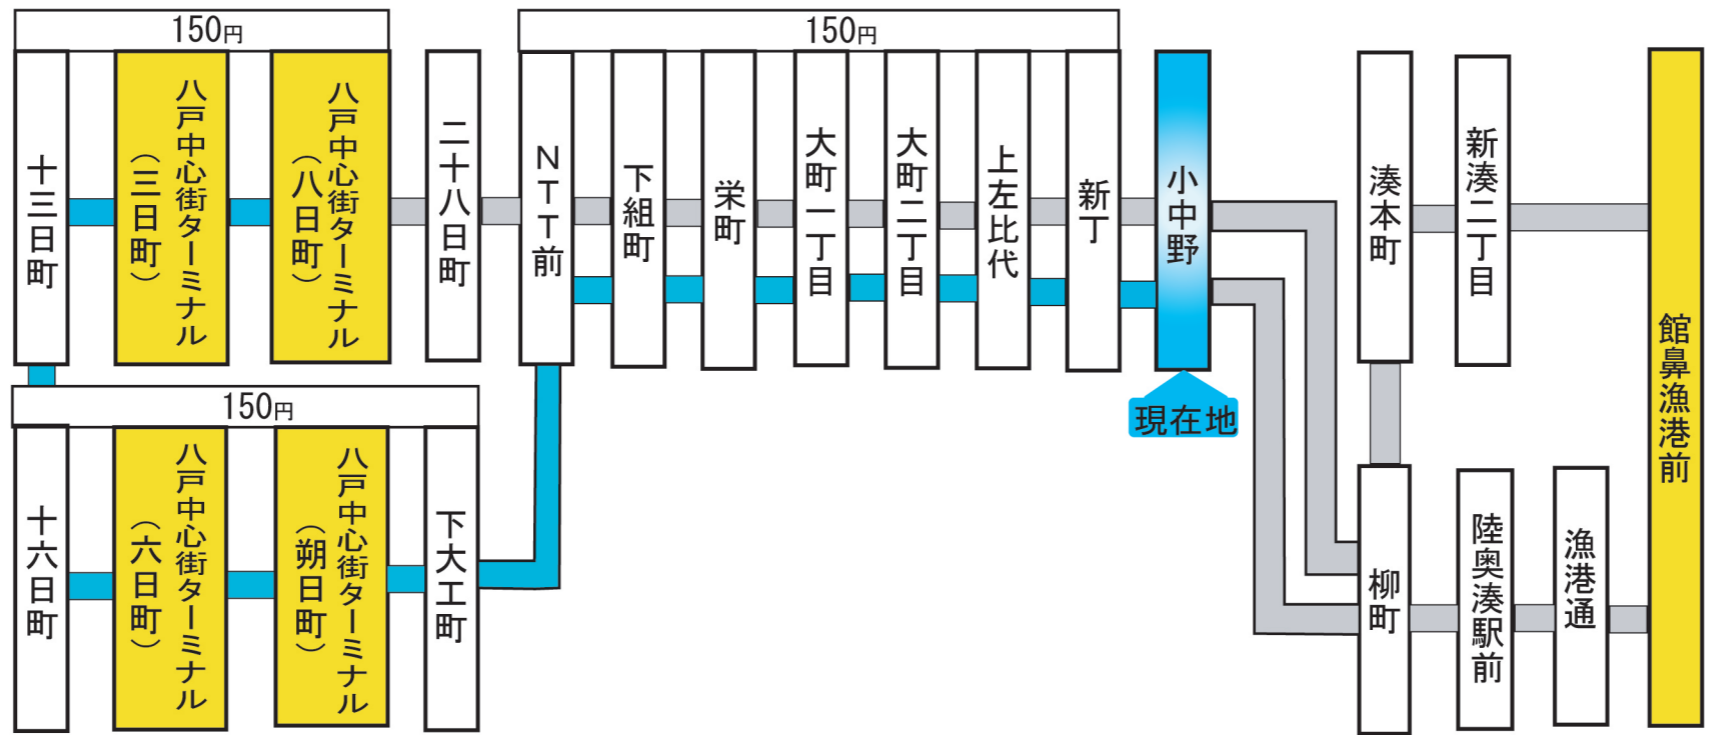 150円
150円
十三日町
八戸中心街ターミナル
（三日町）
八戸中心街ターミナル
（八日町）
二十八日町
NTT前
下組町
栄町
大町一丁目
大町二丁目
上左比代
新丁
小中野
現在地
湊本町
新湊二丁目
館鼻漁港前
150円
十六日町
八戸中心街ターミナル
（六日町）
八戸中心街ターミナル
（朔日町）
下大工町
柳町
陸奥湊駅前
漁港通